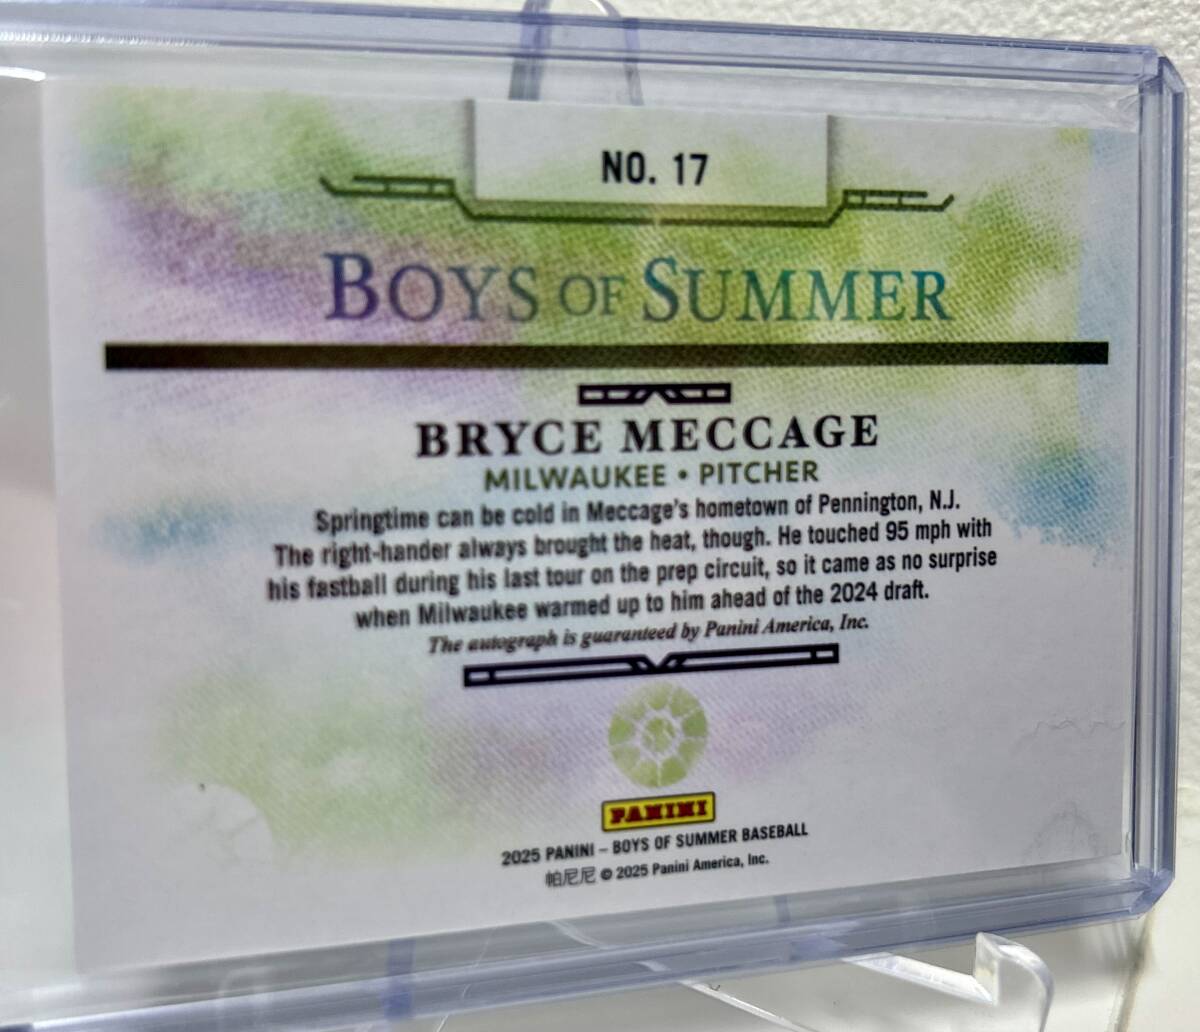 NO. 17
BOYS OF SUMMER
BRYCE MECCAGE
MILWAUKEE • PITCHER
Springtime can be cold in Meccage's hometown of Pennington, N.J.
The right-hander always brought the heat, though. He touched 95 mph with
his fastball during his last tour on the prep circuit, so it came as no surprise
when Milwaukee warmed up to him ahead of the 2024 draft.
The autograph is guaranteed by Panini America, Inc.
PANINI
2025 PANINI – BOYS OF SUMMER BASEBALL
帕尼尼 © 2025 Panini America, Inc.